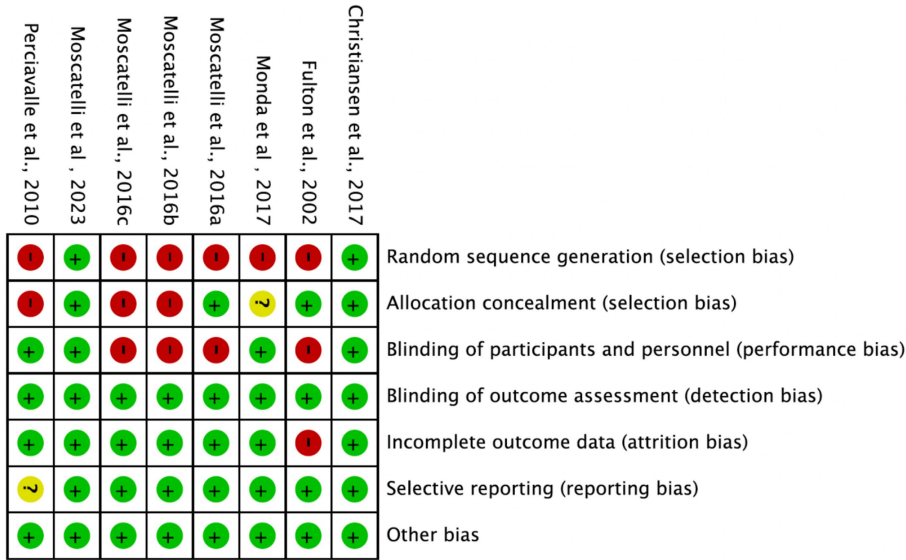 Perciavalle et al., 2010
Moscatelli et al , 2023
Moscatelli et al., 2016c
Moscatelli et al., 2016b
Moscatelli et al., 2016a
Monda et al , 2017
Fulton et al., 2002
Christiansen et al., 2017
- + - - - - - + Random sequence generation (selection bias)
- + - - + ? + + Allocation concealment (selection bias)
+ + - - - + - + Blinding of participants and personnel (performance bias)
+ + + + + + + + Blinding of outcome assessment (detection bias)
+ + + + + + - + Incomplete outcome data (attrition bias)
? + + + + + + + Selective reporting (reporting bias)
+ + + + + + + + Other bias